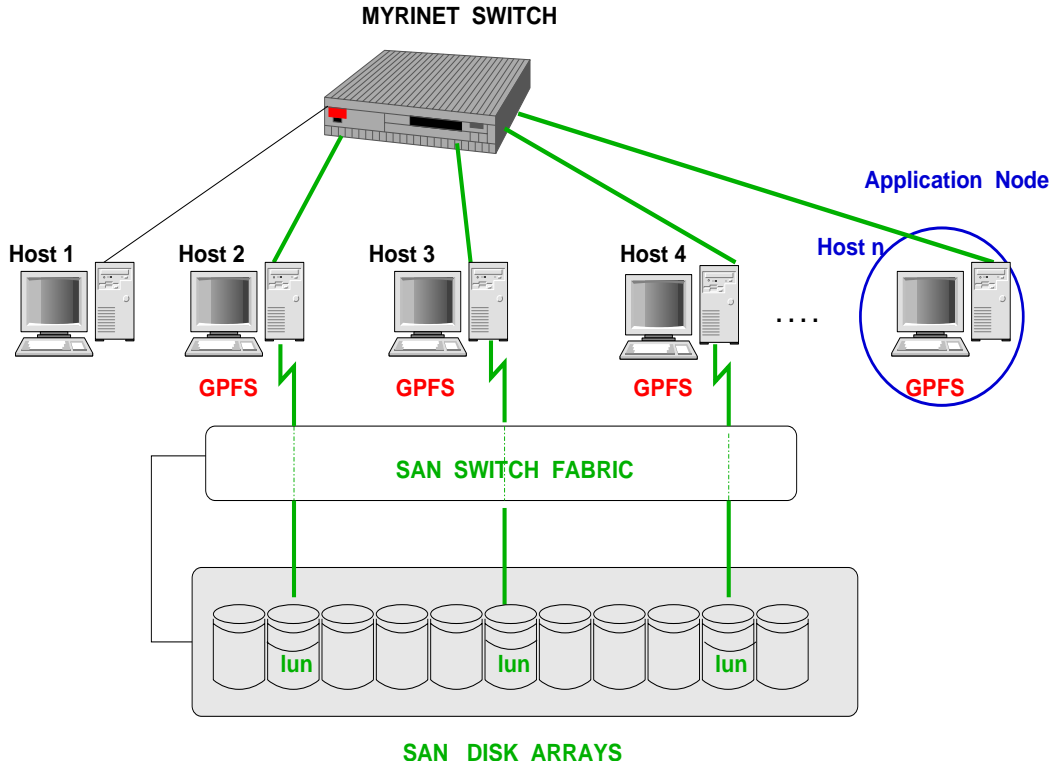 MYRINET SWITCH
Application Node
Host 1
Host 2
Host 3
Host 4
Host n
. . . .
GPFS
GPFS
GPFS
GPFS
SAN SWITCH FABRIC
lun
lun
lun
SAN DISK ARRAYS